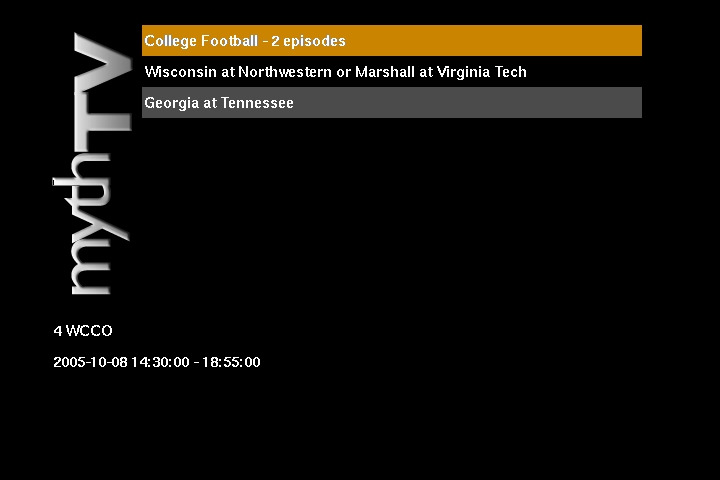 mythTV
College Football - 2 episodes
Wisconsin at Northwestern or Marshall at Virginia Tech
Georgia at Tennessee
4 WCCO
2005-10-08 14:30:00 - 18:55:00